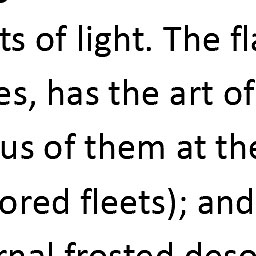 ts of light. The fla
es, has the art of
us of them at the
ored fleets); and
rnal frosted deso